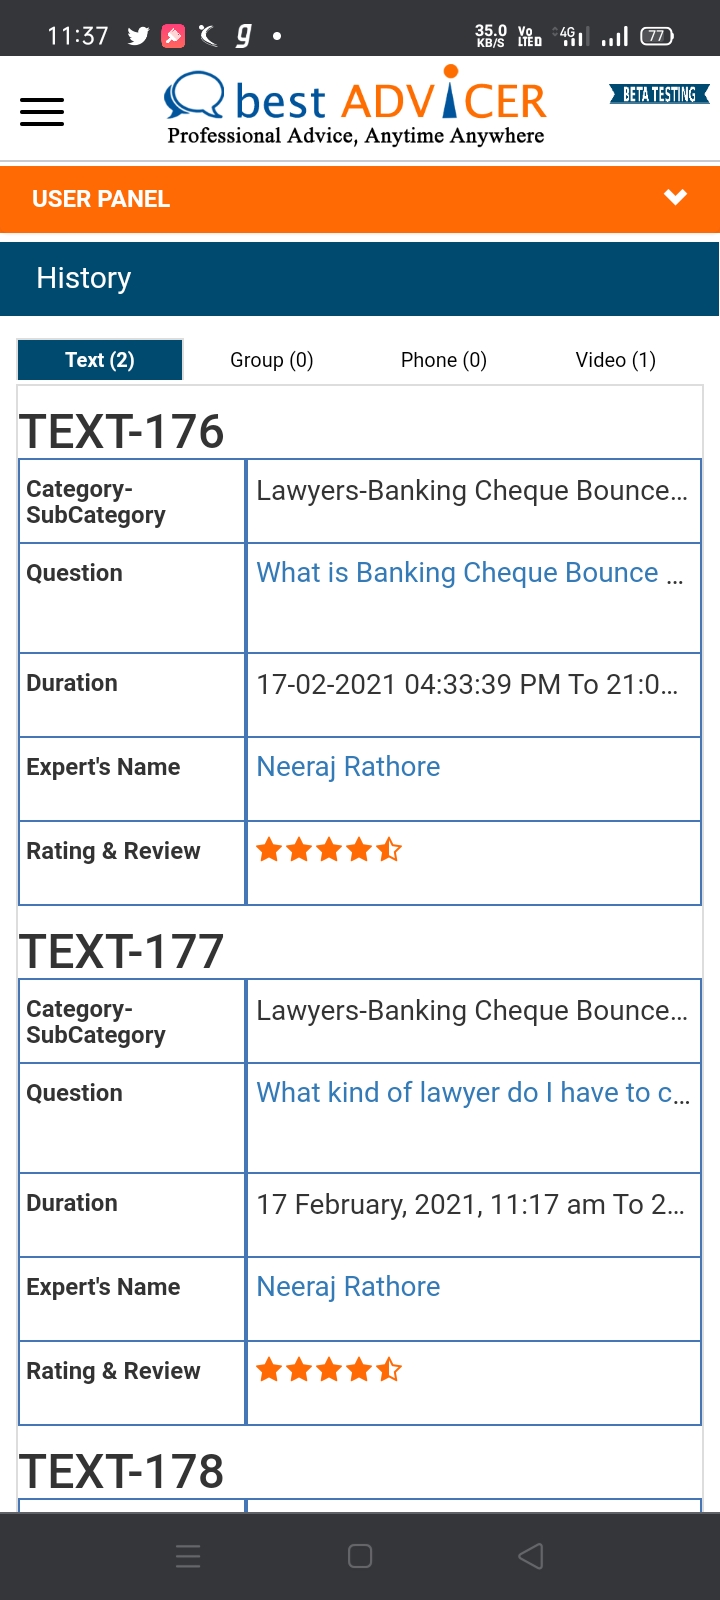 11:37 g 35.0 KB/S Vo LTED 4G 77
best ADVICER
BETA TESTING
Professional Advice, Anytime Anywhere
USER PANEL
History
Text (2) Group (0) Phone (0) Video (1)
TEXT-176
Category-
SubCategory
Lawyers-Banking Cheque Bounce...
Question What is Banking Cheque Bounce ...
Duration 17-02-2021 04:33:39 PM To 21:0...
Expert's Name Neeraj Rathore
Rating & Review
TEXT-177
Category-
SubCategory
Lawyers-Banking Cheque Bounce...
Question What kind of lawyer do I have to c...
Duration 17 February, 2021, 11:17 am To 2...
Expert's Name Neeraj Rathore
Rating & Review
TEXT-178